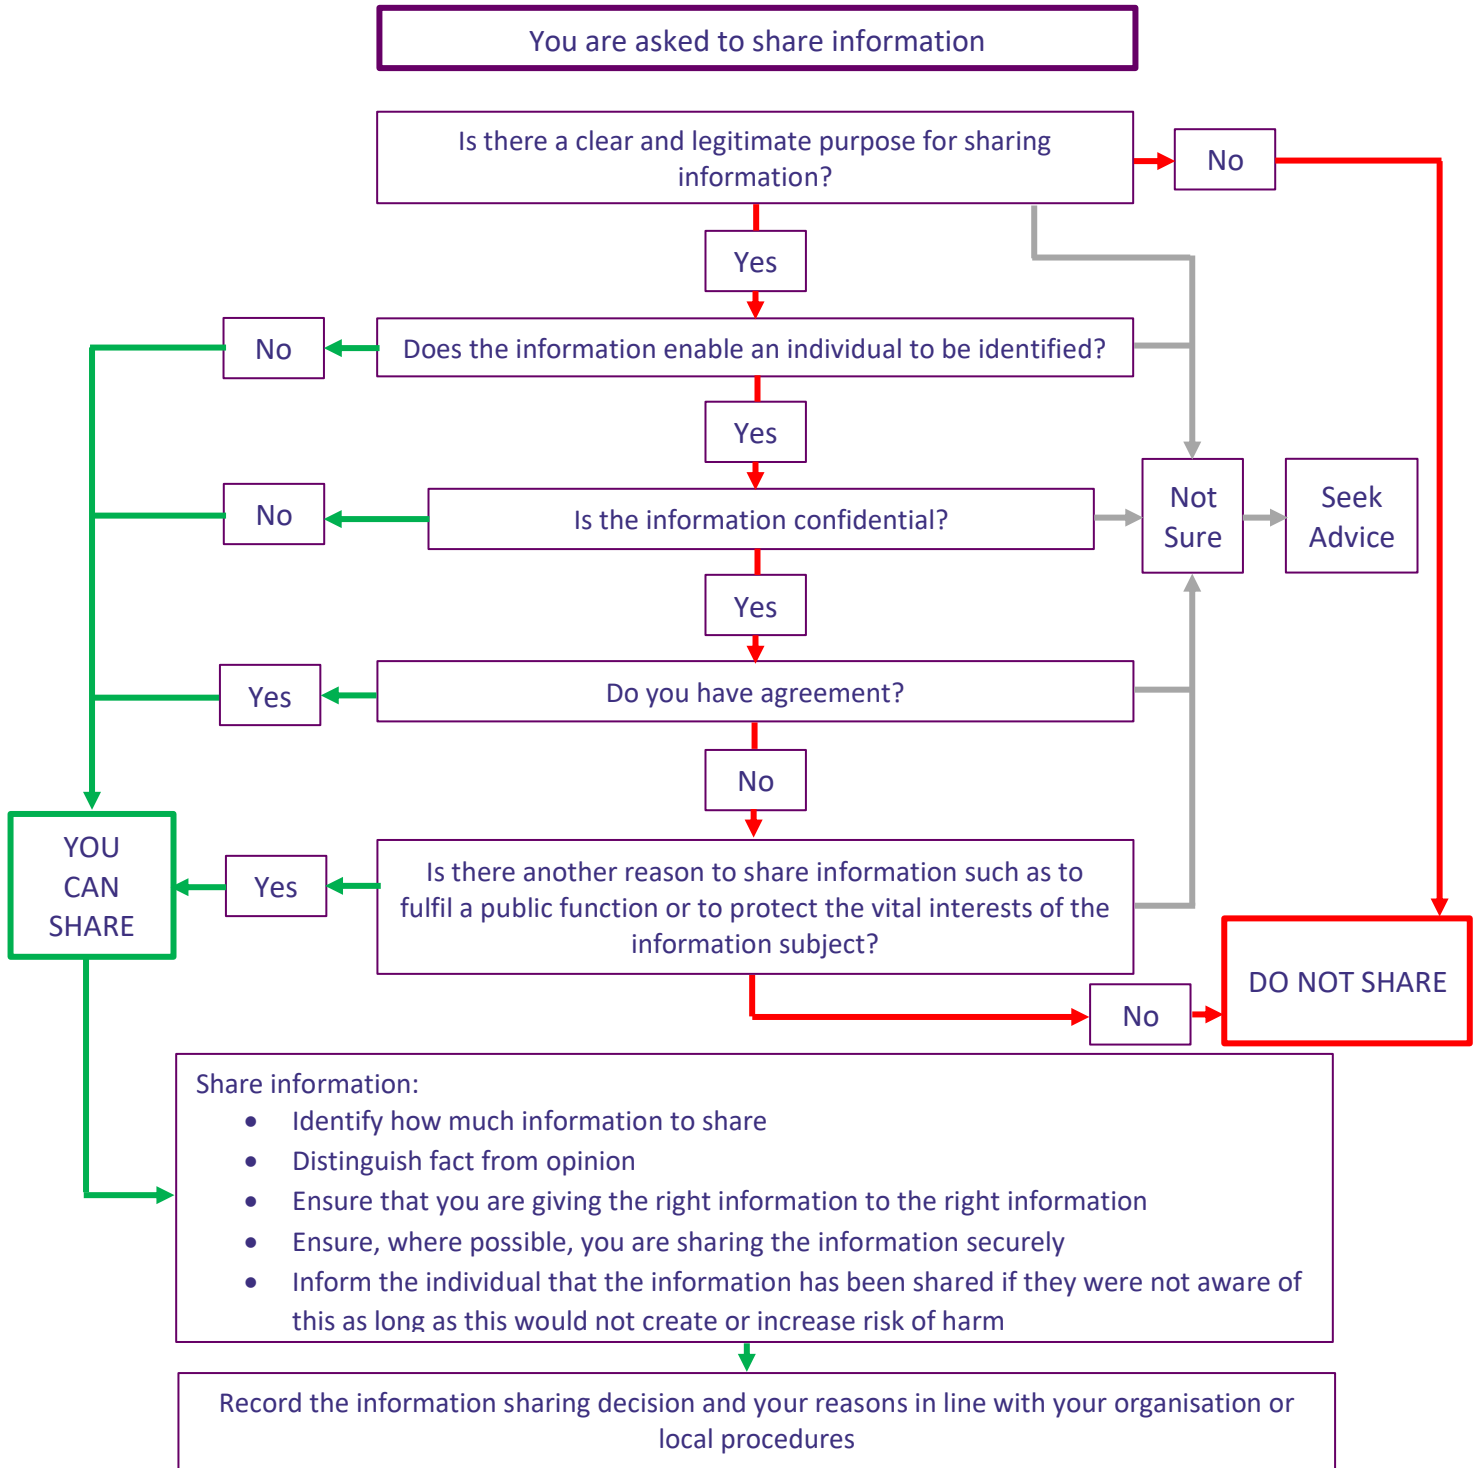 You are asked to share information
Is there a clear and legitimate purpose for sharing
information?
No
Yes
No
Does the information enable an individual to be identified?
Yes
No
Is the information confidential?
Not
Sure
Seek
Advice
Yes
Yes
Do you have agreement?
No
YOU
CAN
SHARE
Yes
Is there another reason to share information such as to
fulfil a public function or to protect the vital interests of the
information subject?
DO NOT SHARE
No
Share information:
• Identify how much information to share
• Distinguish fact from opinion
• Ensure that you are giving the right information to the right information
• Ensure, where possible, you are sharing the information securely
• Inform the individual that the information has been shared if they were not aware of
this as long as this would not create or increase risk of harm
Record the information sharing decision and your reasons in line with your organisation or
local procedures